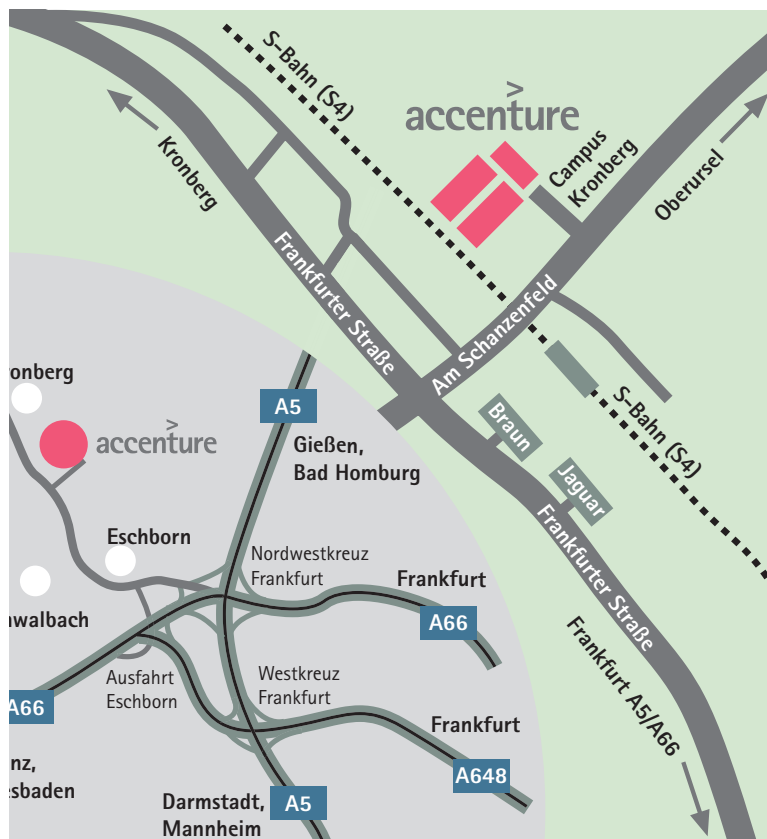 S-Bahn (S4)
accenture
>
Kronberg
Campus
Kronberg
Oberursel
Frankfurter Straße
Am Schanzenfeld
ronberg
A5
Braun
S-Bahn (S4)
accenture
>
Gießen,
Bad Homburg
Jaguar
Eschborn
Nordwestkreuz
Frankfurt
Frankfurt
Frankfurter Straße
walbach
A66
Ausfahrt
Eschborn
Westkreuz
Frankfurt
Frankfurt A5/A66
A66
Frankfurt
nz,
sbaden
A648
Darmstadt,
Mannheim
A5